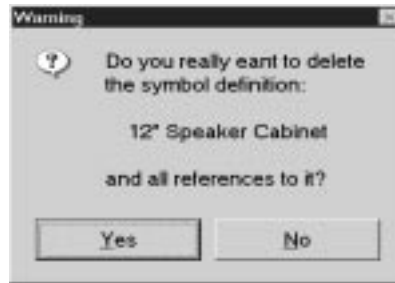 Warning
Do you really eant to delete
the symbol definition:
12" Speaker Cabinet
and all references to it?
Yes
No